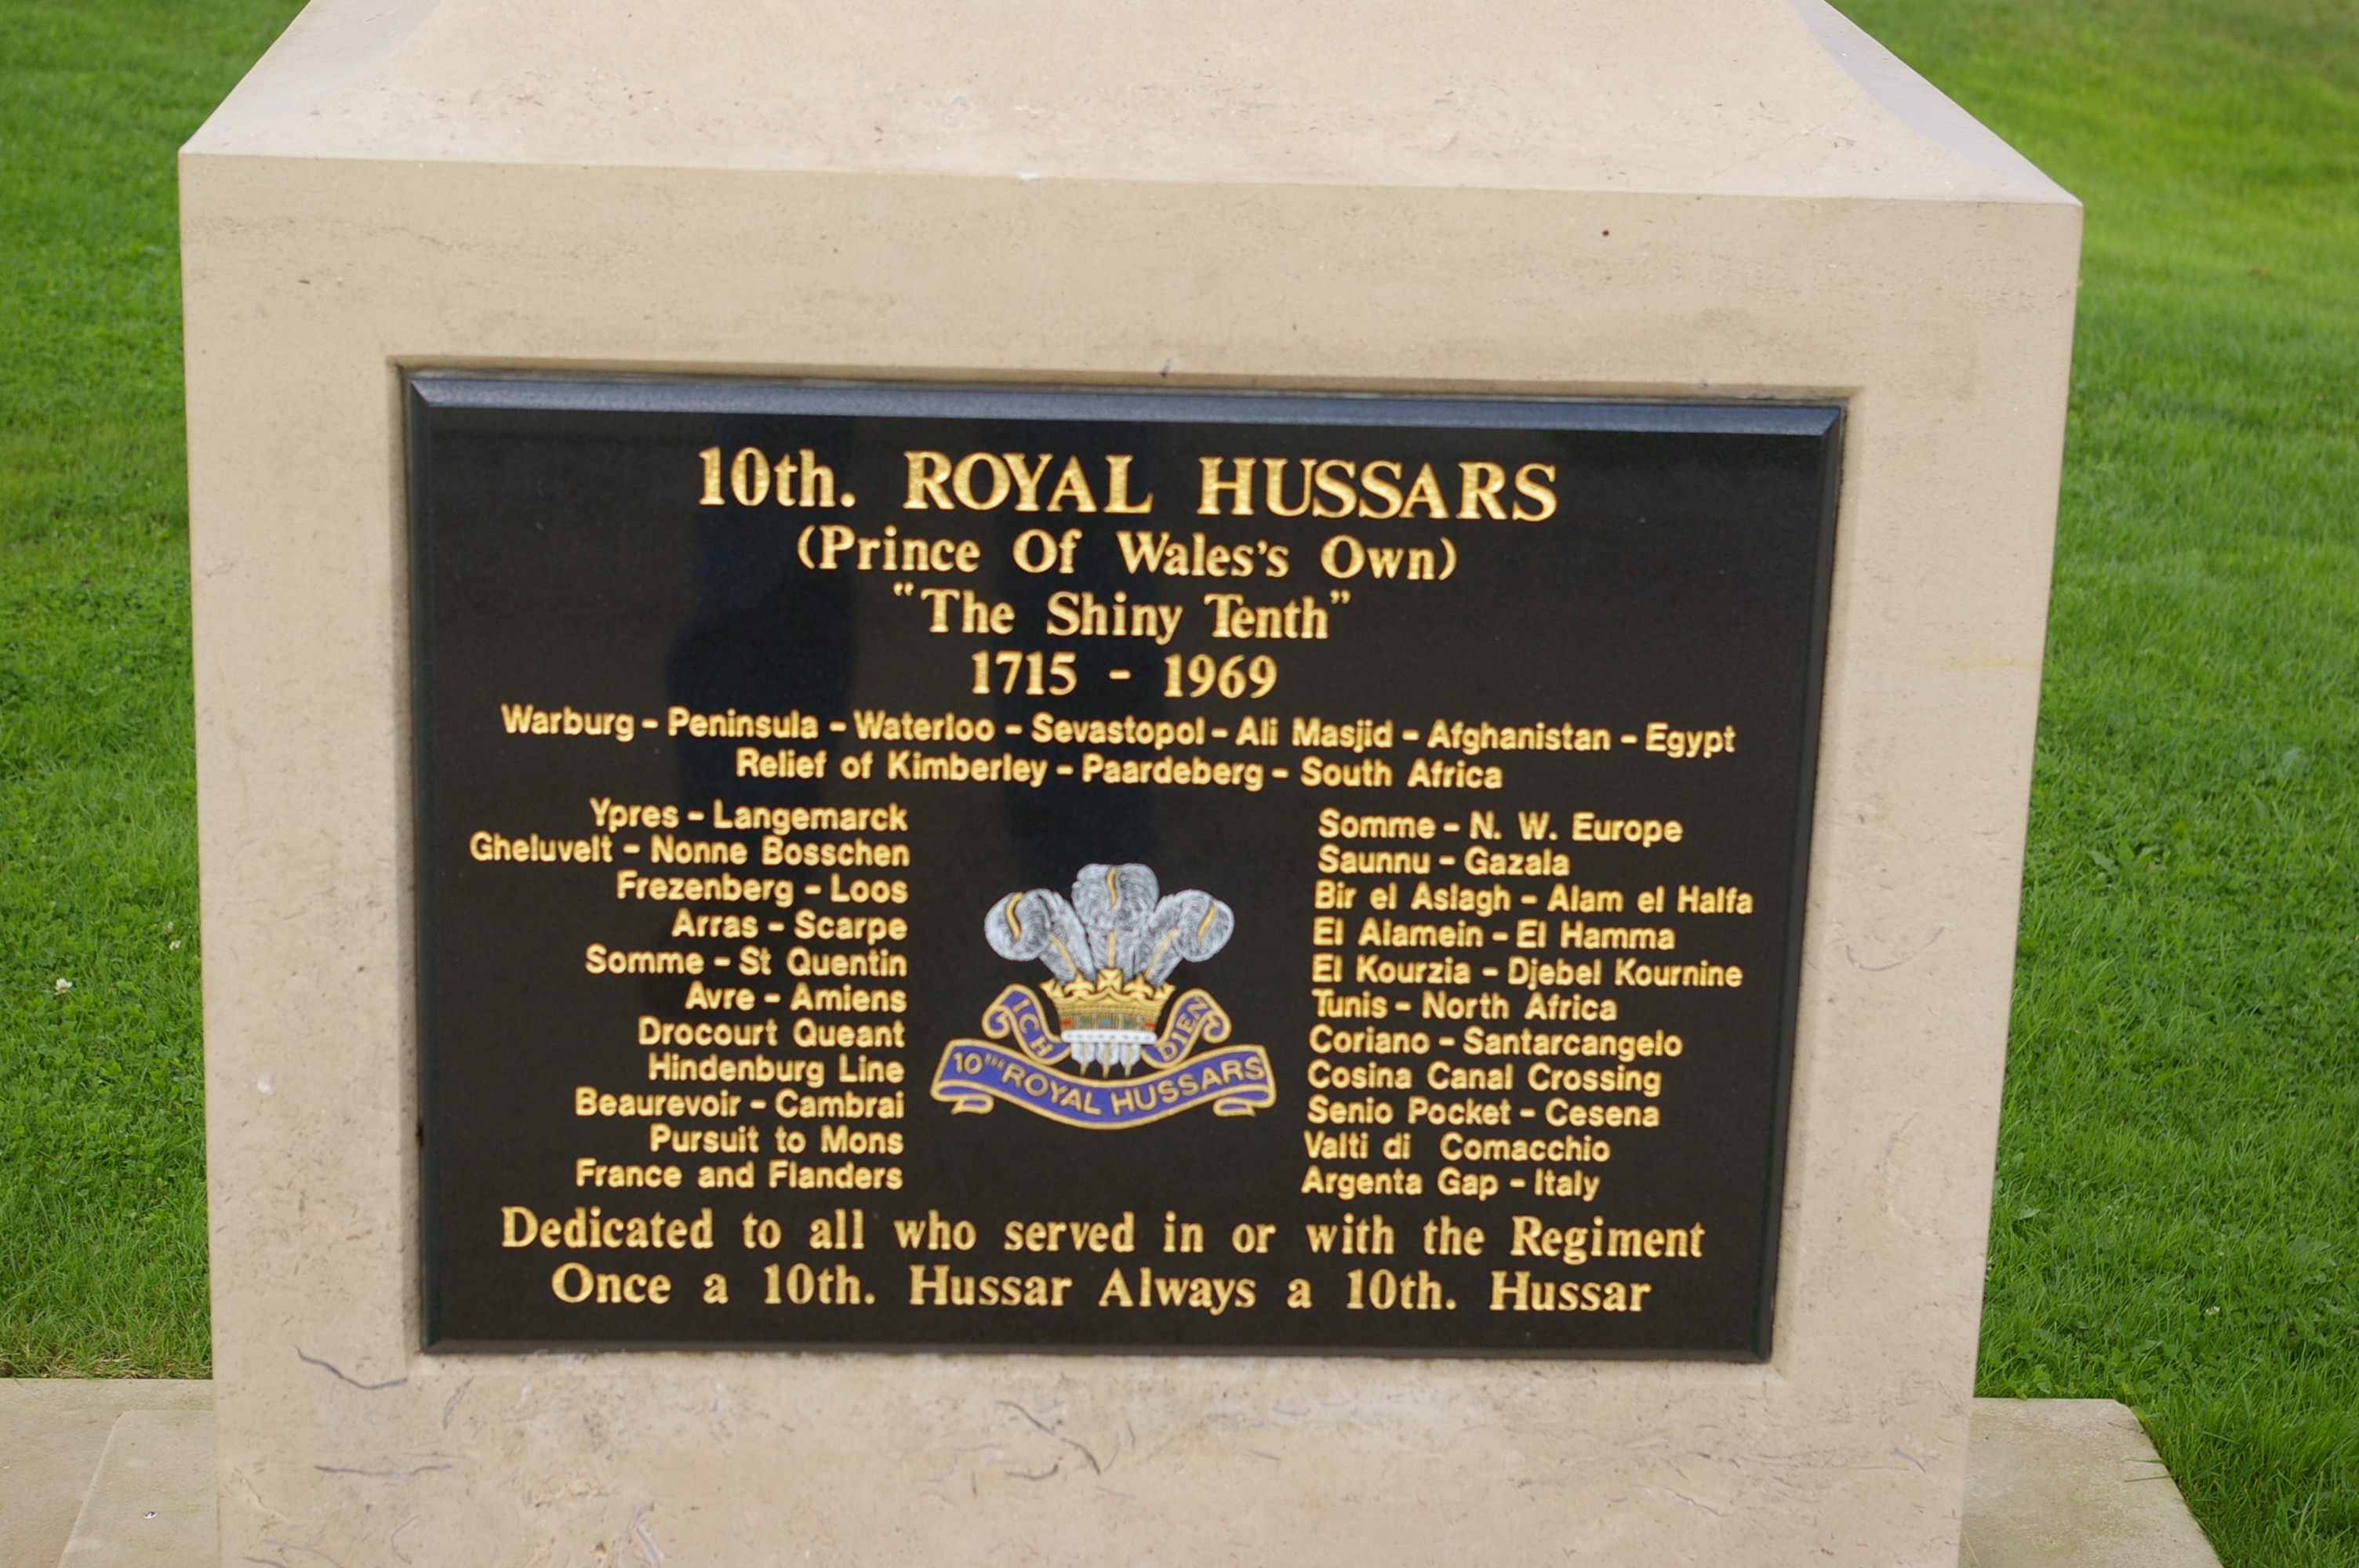 10th. ROYAL HUSSARS
(Prince Of Wales's Own)
"The Shiny Tenth"
1715 - 1969
Warburg - Peninsula - Waterloo - Sevastopol - Ali Masjid - Afghanistan - Egypt
Relief of Kimberley - Paardeberg - South Africa
Ypres - Langemarck
Gheluvelt - Nonne Bosschen
Frezenberg - Loos
Arras - Scarpe
Somme - St Quentin
Avre - Amiens
Drocourt Queant
Hindenburg Line
Beaurevoir - Cambrai
Pursuit to Mons
France and Flanders
ICH DIEN
10th ROYAL HUSSARS
Somme - N. W. Europe
Saunnu - Gazala
Bir el Aslagh - Alam el Halfa
El Alamein - El Hamma
El Kourzia - Djebel Kournine
Tunis - North Africa
Coriano - Santarcangelo
Cosina Canal Crossing
Senio Pocket - Cesena
Valti di Comacchio
Argenta Gap - Italy
Dedicated to all who served in or with the Regiment
Once a 10th. Hussar Always a 10th. Hussar